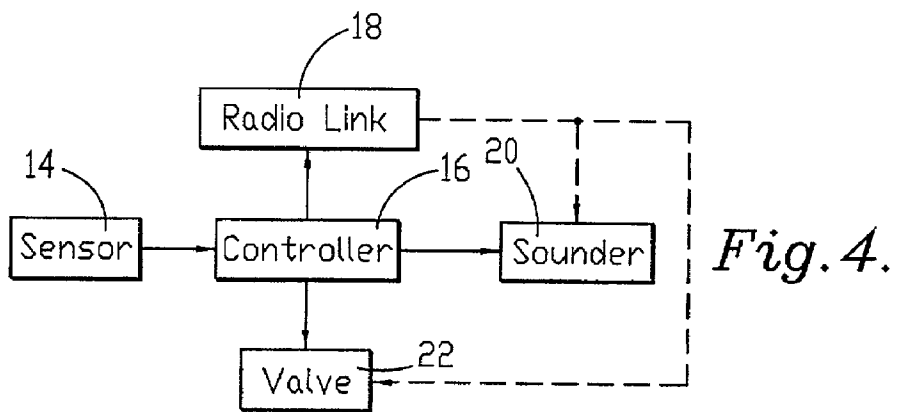 18
Radio Link
14
16
20
Sensor
Controller
Sounder
Fig. 4.
22
Valve